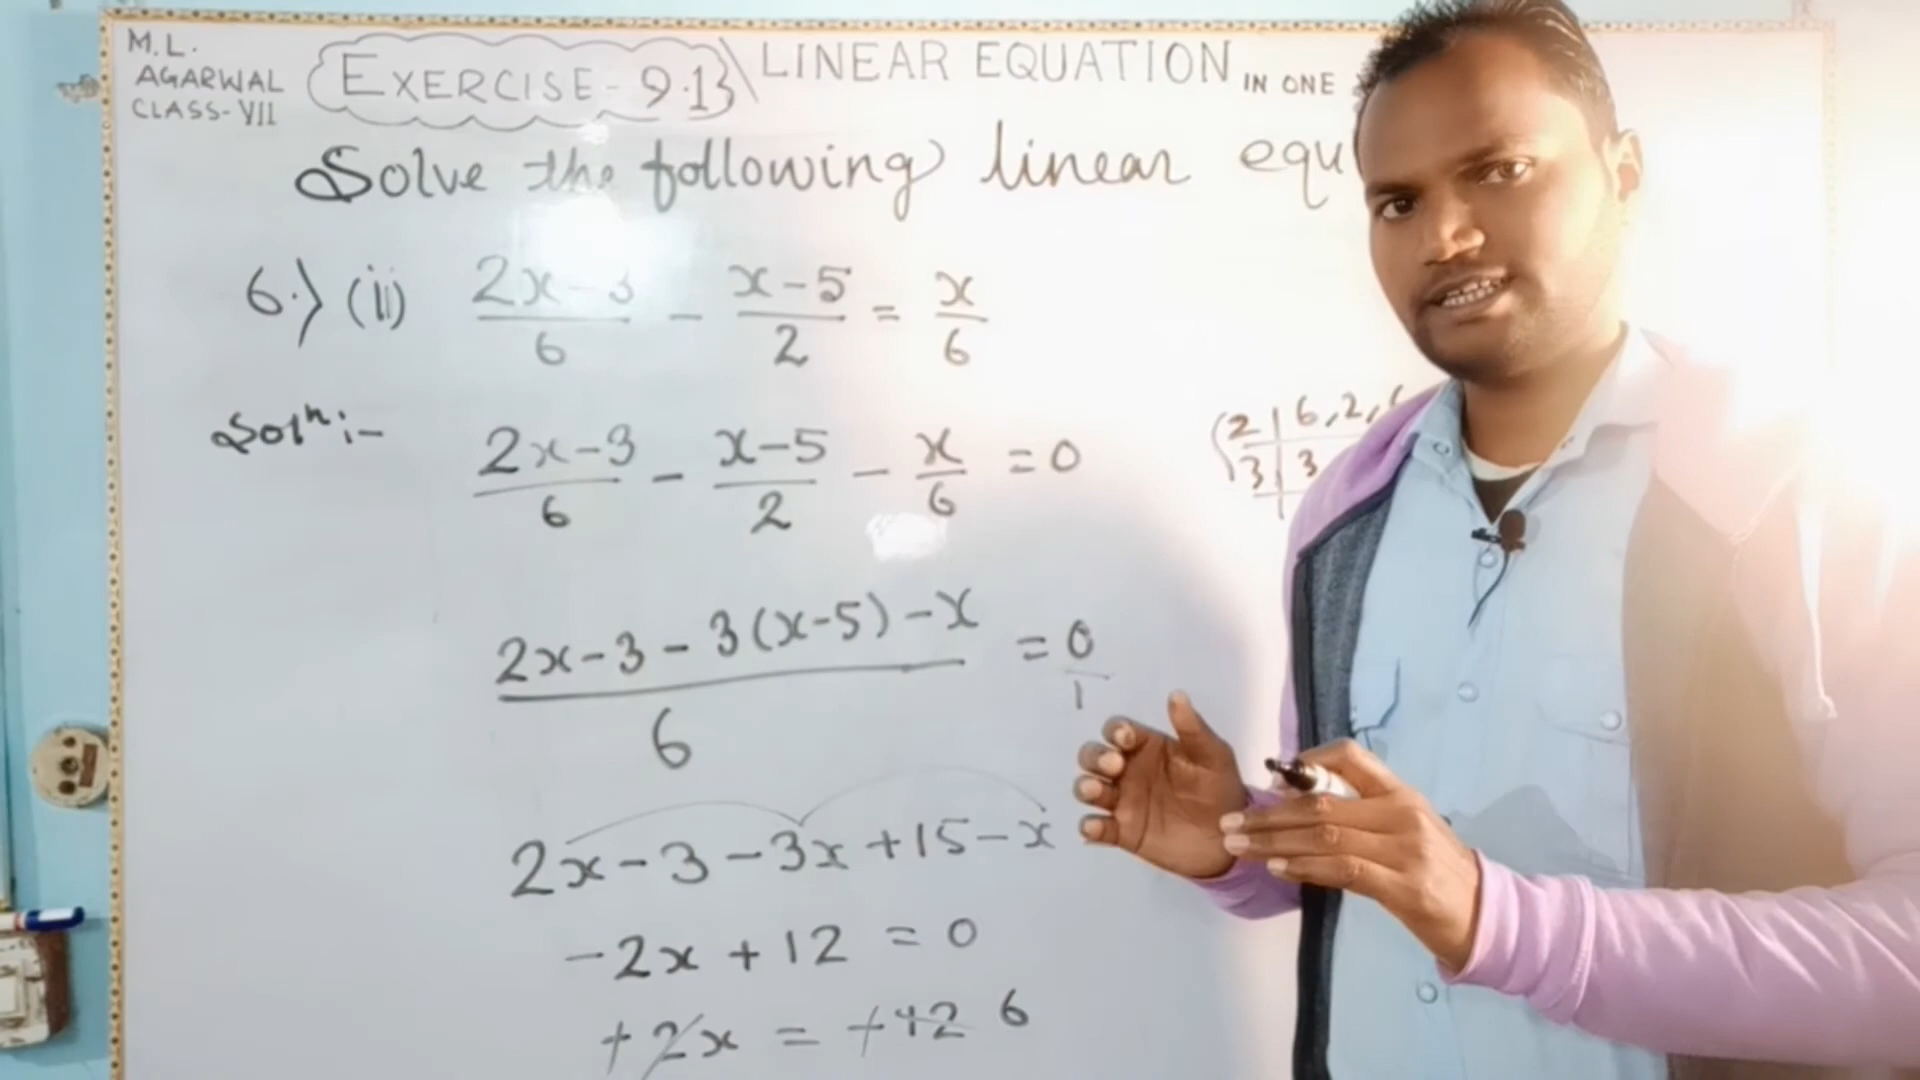 M.L.
AGARWAL
CLASS-VII
EXERCISE - 9.1
LINEAR EQUATION IN ONE
Solve the following linear equ
6.) (ii) (2x-3)/6 - (x-5)/2 = x/6
Solⁿ:- (2x-3)/6 - (x-5)/2 - x/6 = 0
2 | 6, 2,
3 | 3
(2x-3-3(x-5)-x)/6 = 0/1
2x-3-3x+15-x
-2x+12 = 0
+2x = +12 6